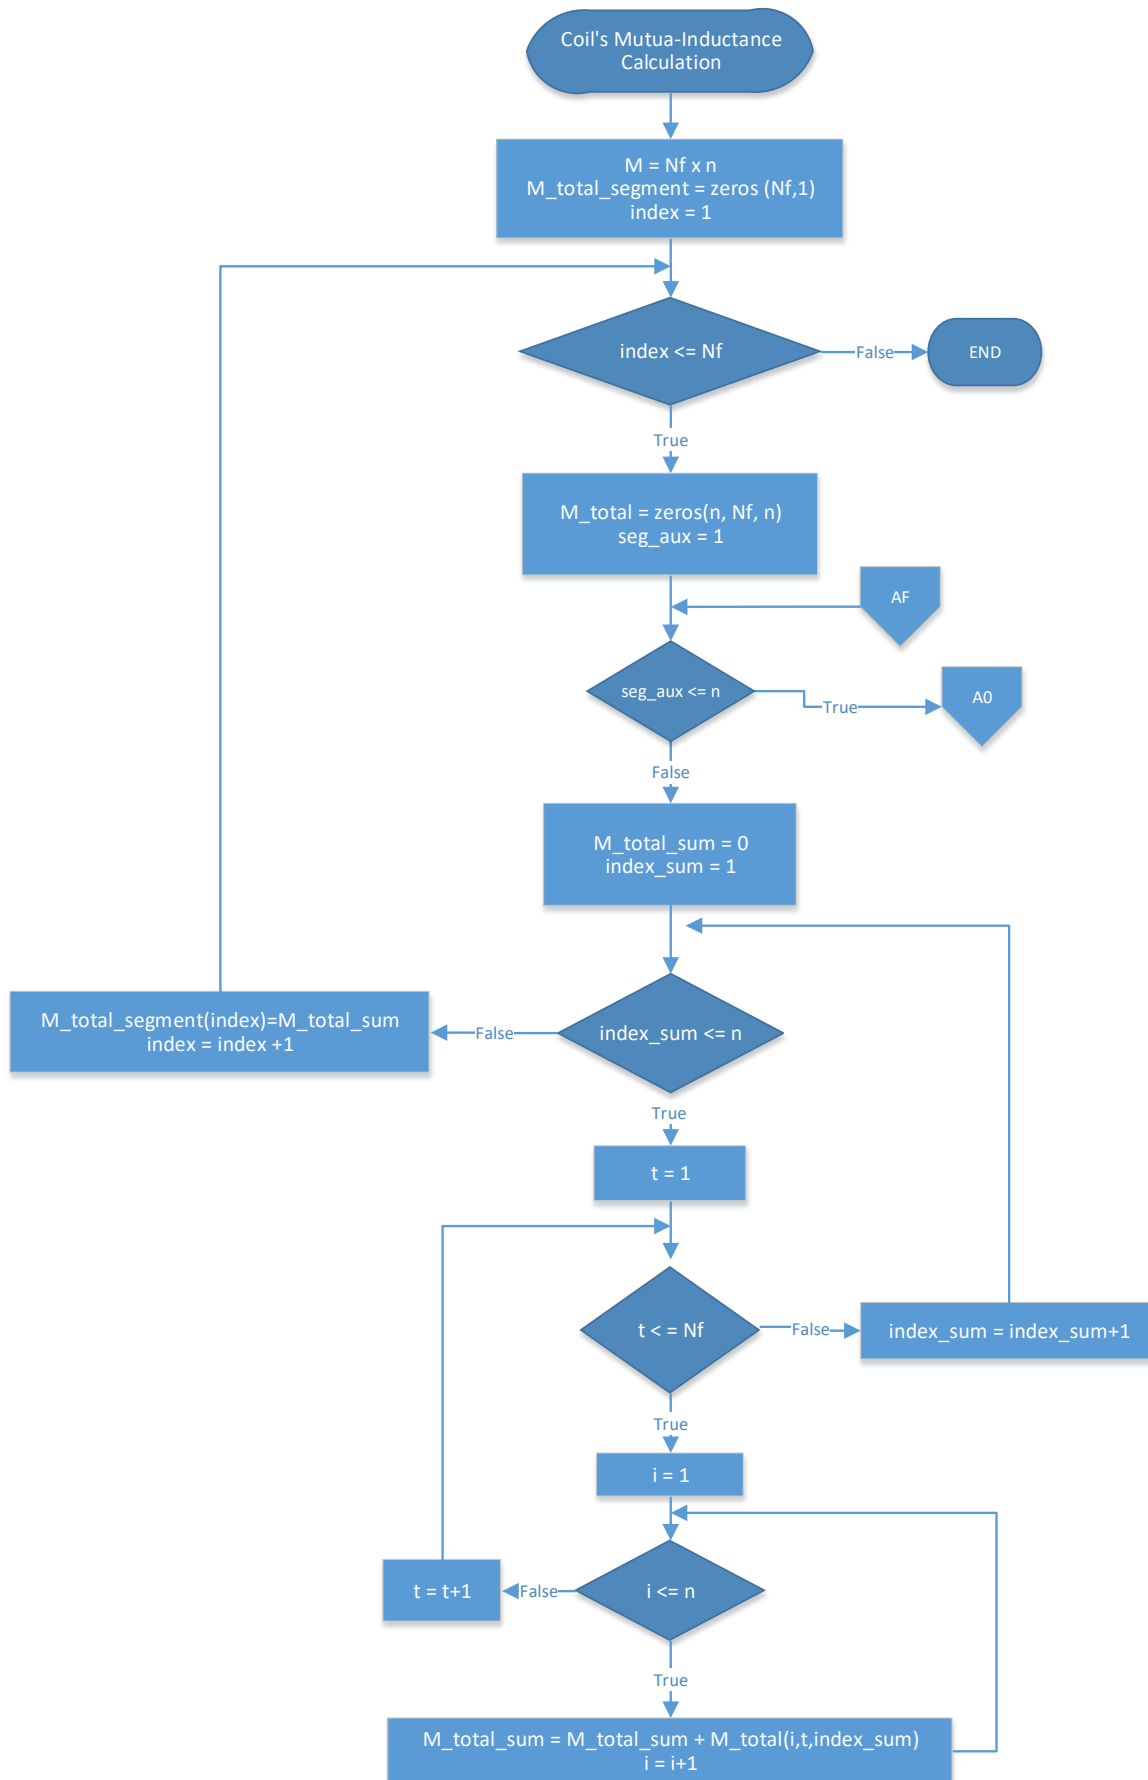 Coil's Mutua-Inductance
Calculation
M = Nf x n
M_total_segment = zeros (Nf,1)
index = 1
index <= Nf
False
END
True
M_total = zeros(n, Nf, n)
seg_aux = 1
AF
seg_aux <= n
True
A0
False
M_total_sum = 0
index_sum = 1
M_total_segment(index)=M_total_sum
index = index +1
False
index_sum <= n
True
t = 1
t < = Nf
False
index_sum = index_sum+1
True
i = 1
t = t+1
False
i <= n
True
M_total_sum = M_total_sum + M_total(i,t,index_sum)
i = i+1